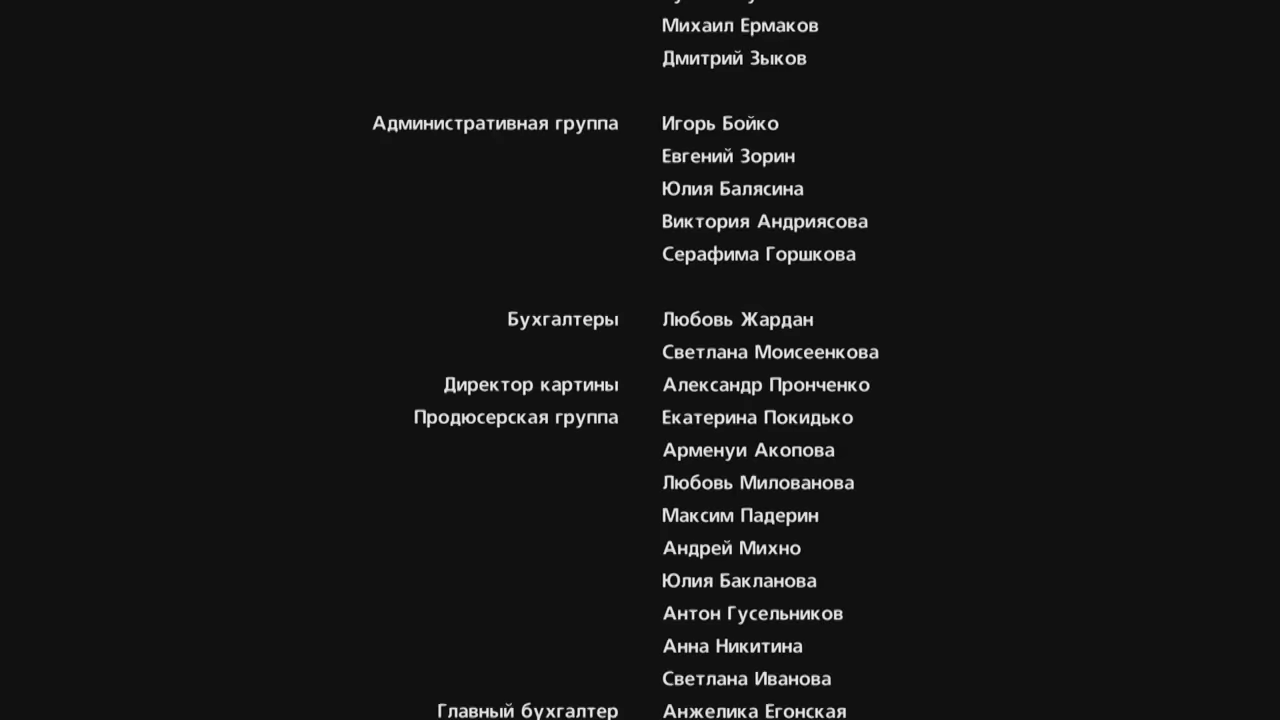 Михаил Ермаков
Дмитрий Зыков
Административная группа Игорь Бойко
Евгений Зорин
Юлия Балясина
Виктория Андриясова
Серафима Горшкова
Бухгалтеры Любовь Жардан
Светлана Моисеенкова
Директор картины Александр Пронченко
Продюсерская группа Екатерина Покидько
Арменуи Акопова
Любовь Милованова
Максим Падерин
Андрей Михно
Юлия Бакланова
Антон Гусельников
Анна Никитина
Светлана Иванова
Главный бухгалтер Анжелика Егонская